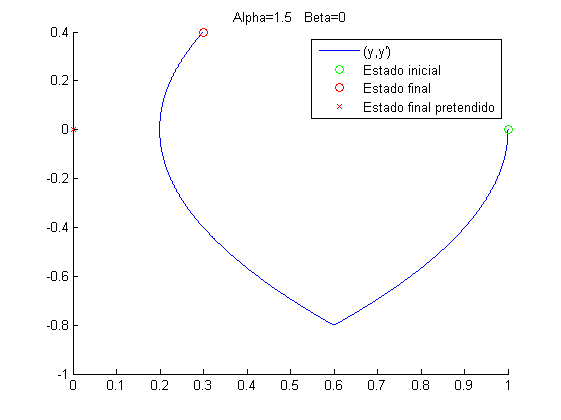 Alpha=1.5 Beta=0
(y,y')
Estado inicial
Estado final
Estado final pretendido
0.4
0.2
0
-0.2
-0.4
-0.6
-0.8
-1
0 0.1 0.2 0.3 0.4 0.5 0.6 0.7 0.8 0.9 1